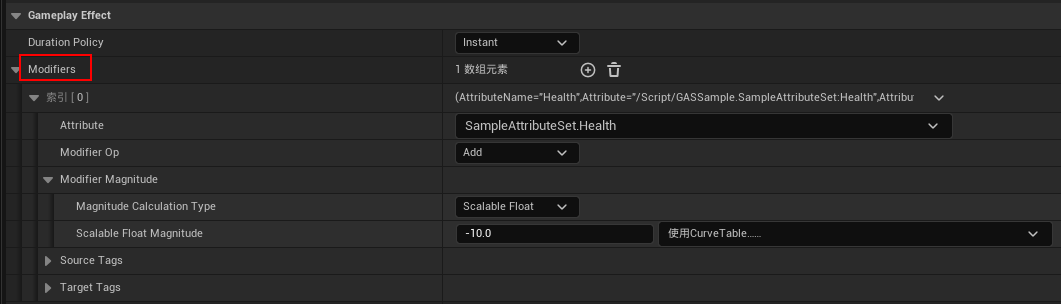 Gameplay Effect
Duration Policy Instant
Modifiers 1 数组元素
索引 [ 0 ] (AttributeName="Health",Attribute="/Script/GASSample.SampleAttributeSet:Health",Attribut
Attribute SampleAttributeSet.Health
Modifier Op Add
Modifier Magnitude
Magnitude Calculation Type Scalable Float
Scalable Float Magnitude -10.0 使用CurveTable......
Source Tags
Target Tags